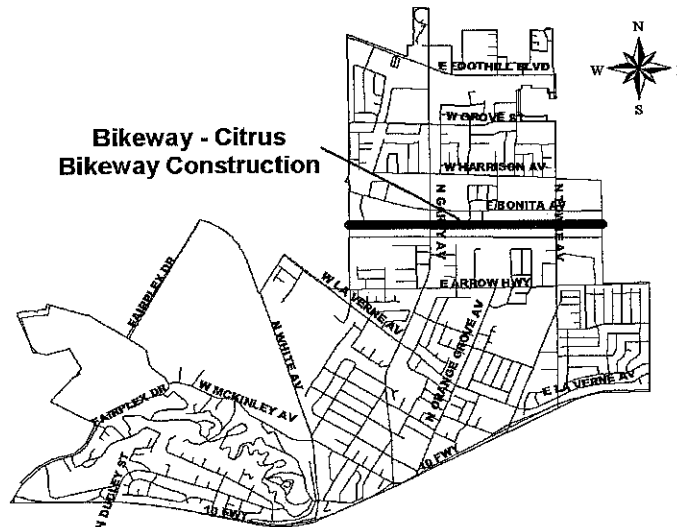 N
W
S
E FOOTHILL BLVD
W GROVE ST
Bikeway - Citrus
Bikeway Construction
W HARRISON AV
E BONITA AV
N GAREY AV
N TOWNE AV
E ARROW HWY
FAIRPLEX DR
W LA VERNE AV
N WHITE AV
N ORANGE GROVE AV
E LA VERNE AV
W MCKINLEY AV
FAIRPLEX DR
10 FWY
N DUDLEY ST
10 FWY